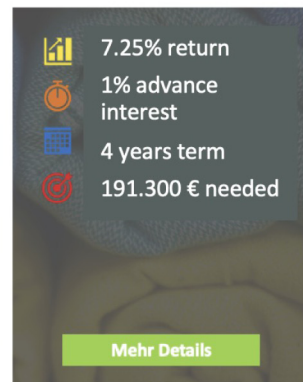 7.25% return
1% advance
interest
4 years term
191.300 € needed
Mehr Details